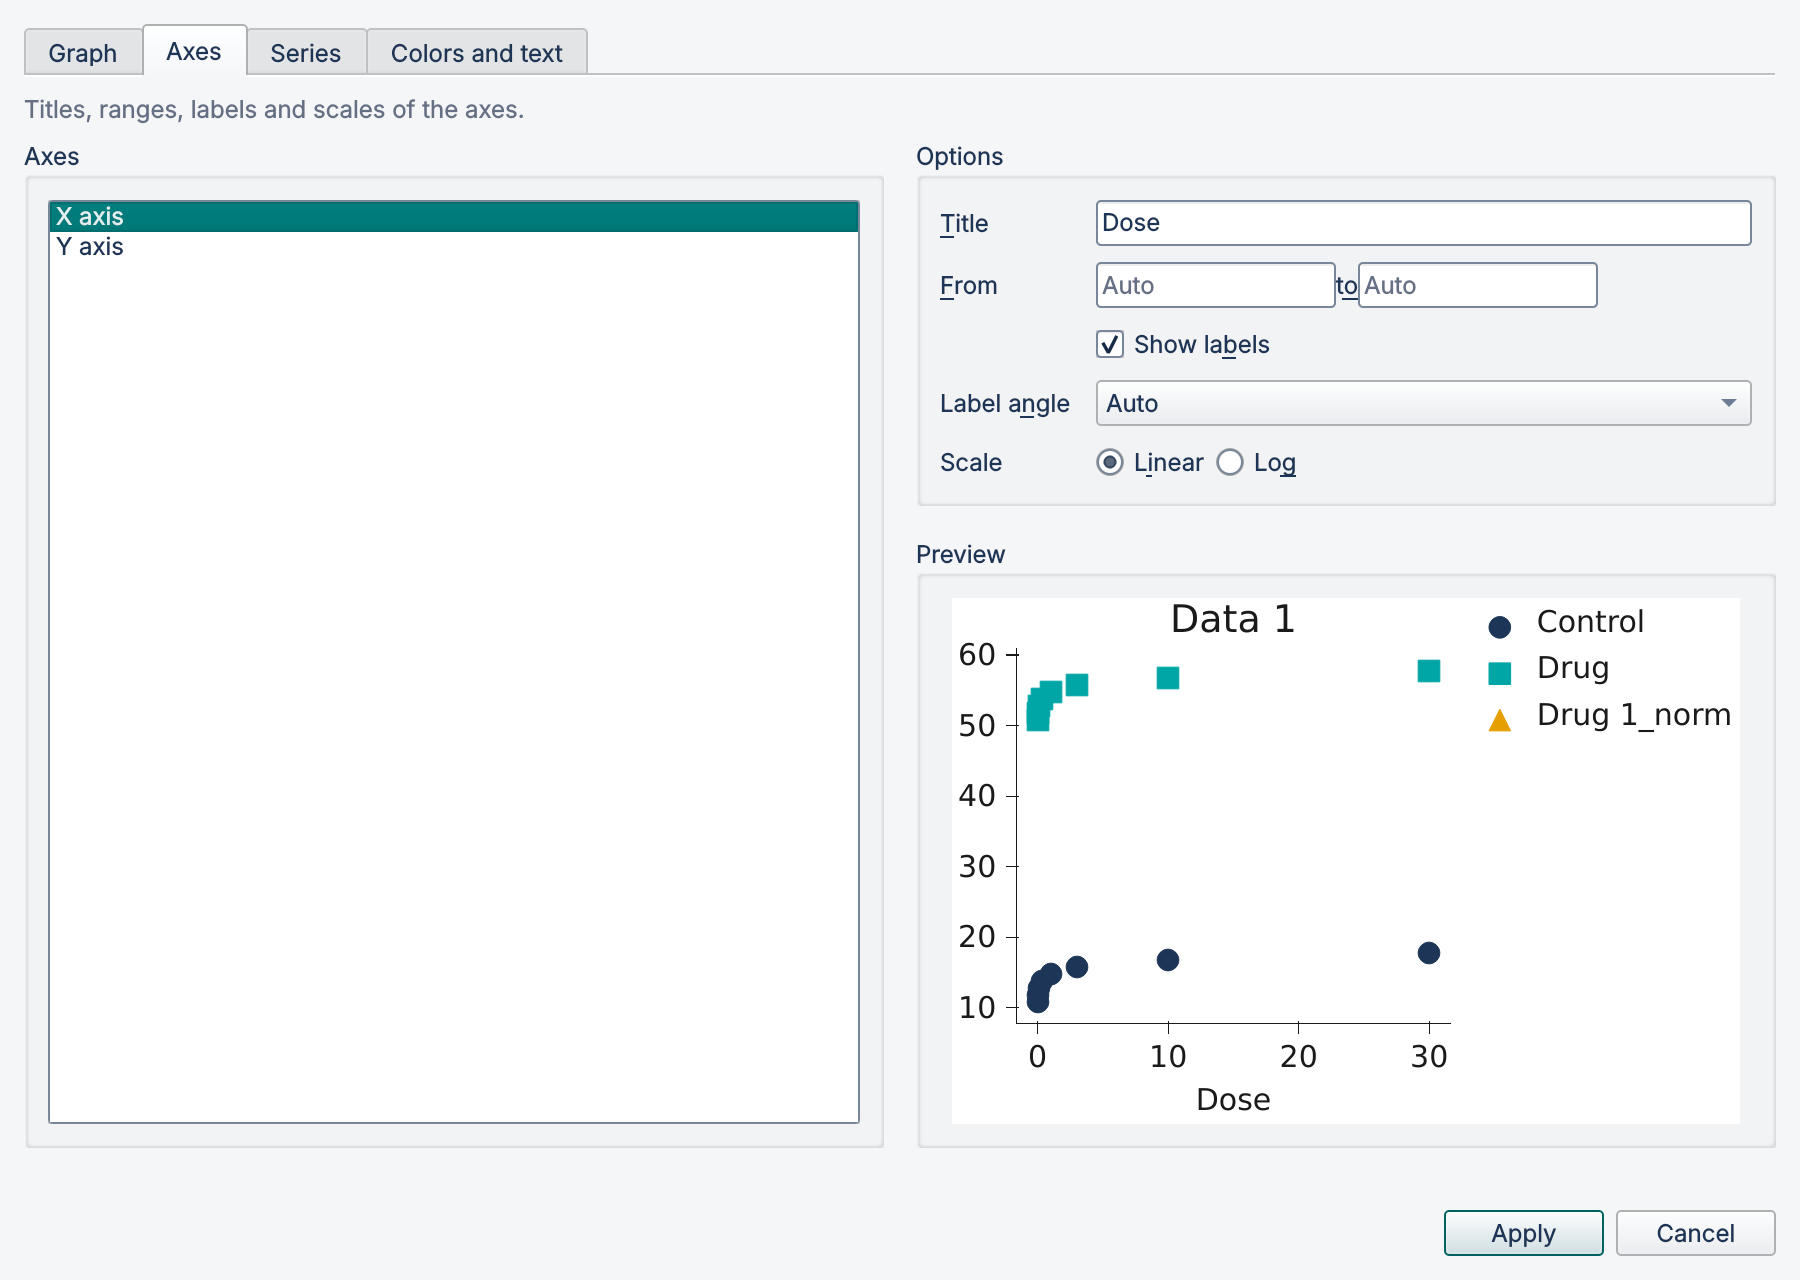 Graph
Axes
Series
Colors and text
Titles, ranges, labels and scales of the axes.
Axes
X axis
Y axis
Options
Title
Dose
From
Auto
to
Auto
Show labels
Label angle
Auto
Scale
Linear
Log
Preview
Data 1
Control
Drug
Drug 1_norm
60
50
40
30
20
10
0 10 20 30
Dose
Apply
Cancel